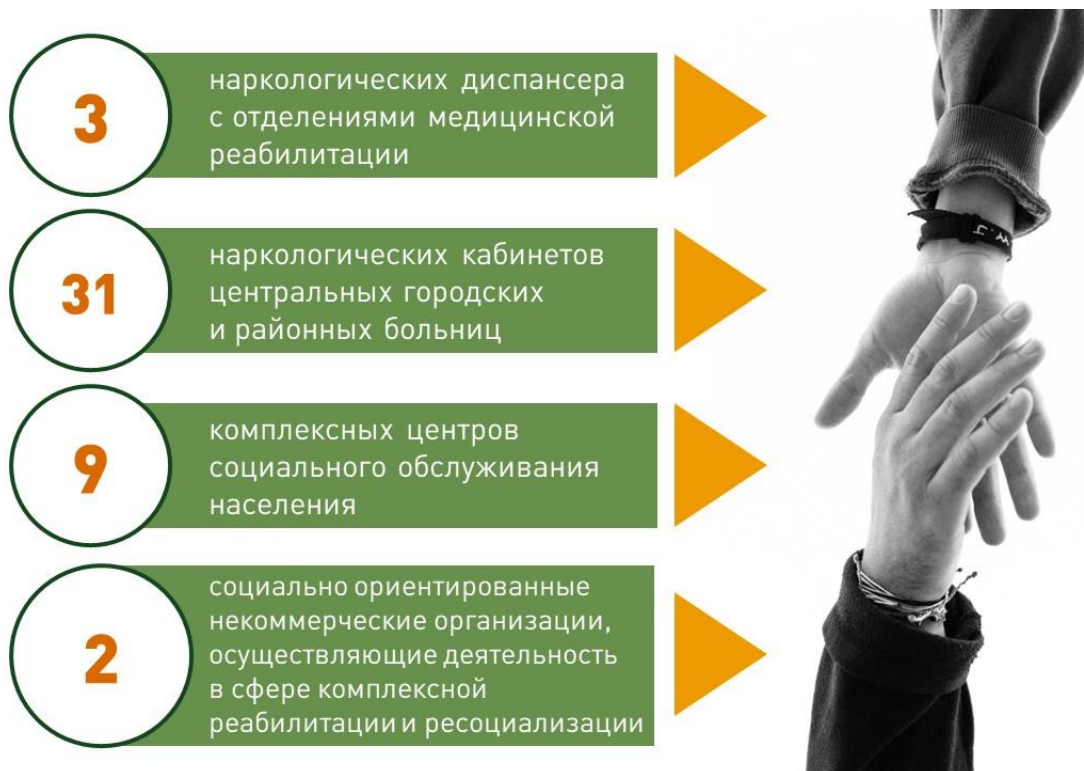 3
наркологических диспансера
с отделениями медицинской
реабилитации
31
наркологических кабинетов
центральных городских
и районных больниц
9
комплексных центров
социального обслуживания
населения
2
социально ориентированные
некоммерческие организации,
осуществляющие деятельность
в сфере комплексной
реабилитации и ресоциализации